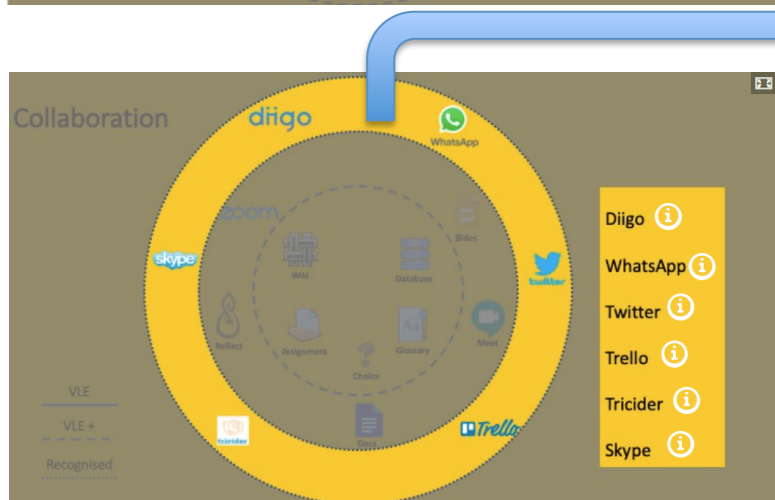 Collaboration
diigo
WhatsApp
zoom
Slides
skype
Wiki
Database
twitter
Reflect
Assignment
Aa
Glossary
Meet
?
Choice
tricider
Docs
Trello
VLE
VLE +
Recognised
Diigo i
WhatsApp i
Twitter i
Trello i
Tricider i
Skype i